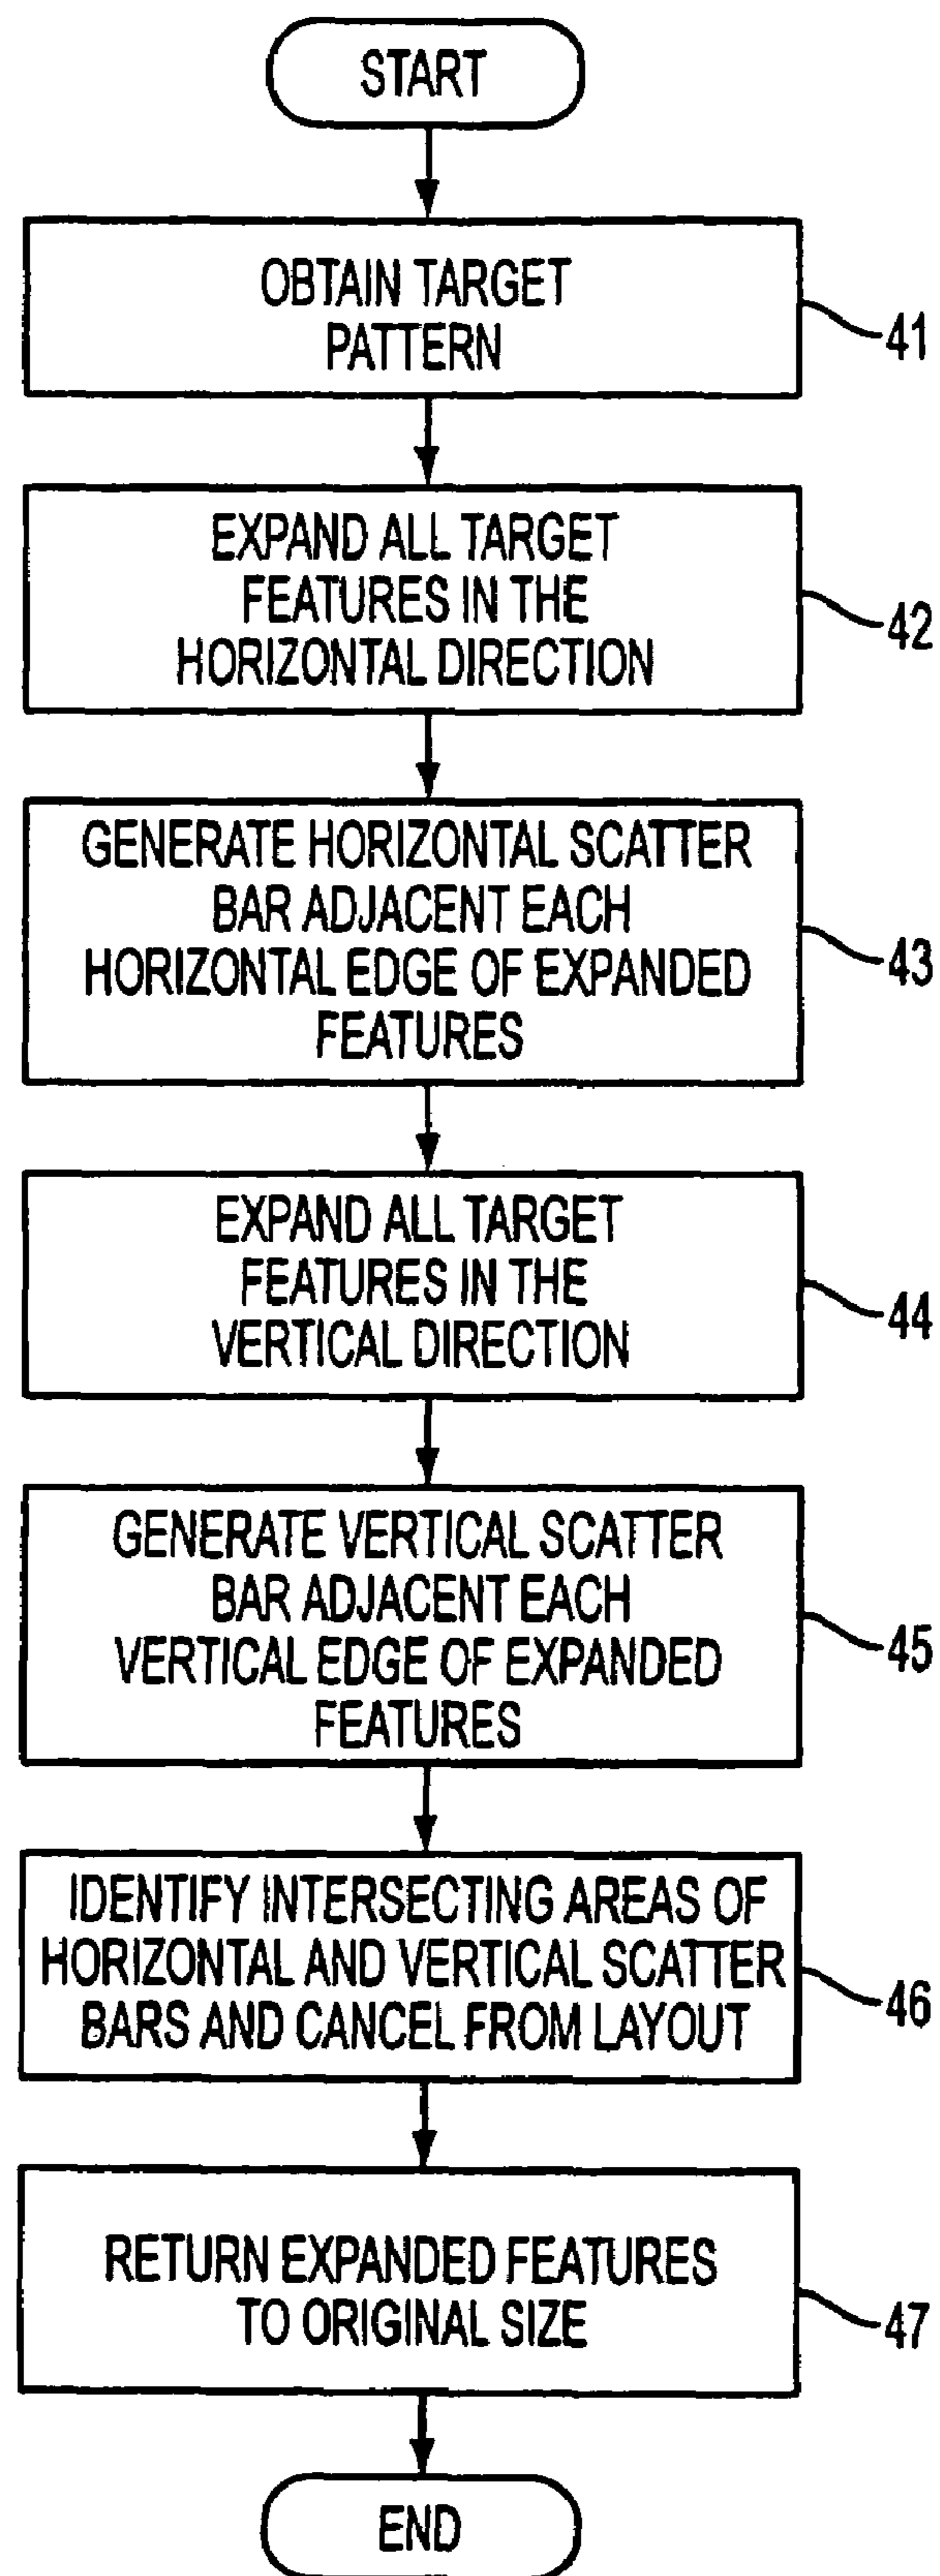 START
OBTAIN TARGET
PATTERN
41
EXPAND ALL TARGET
FEATURES IN THE
HORIZONTAL DIRECTION
42
GENERATE HORIZONTAL SCATTER
BAR ADJACENT EACH
HORIZONTAL EDGE OF EXPANDED
FEATURES
43
EXPAND ALL TARGET
FEATURES IN THE
VERTICAL DIRECTION
44
GENERATE VERTICAL SCATTER
BAR ADJACENT EACH
VERTICAL EDGE OF EXPANDED
FEATURES
45
IDENTIFY INTERSECTING AREAS OF
HORIZONTAL AND VERTICAL SCATTER
BARS AND CANCEL FROM LAYOUT
46
RETURN EXPANDED FEATURES
TO ORIGINAL SIZE
47
END